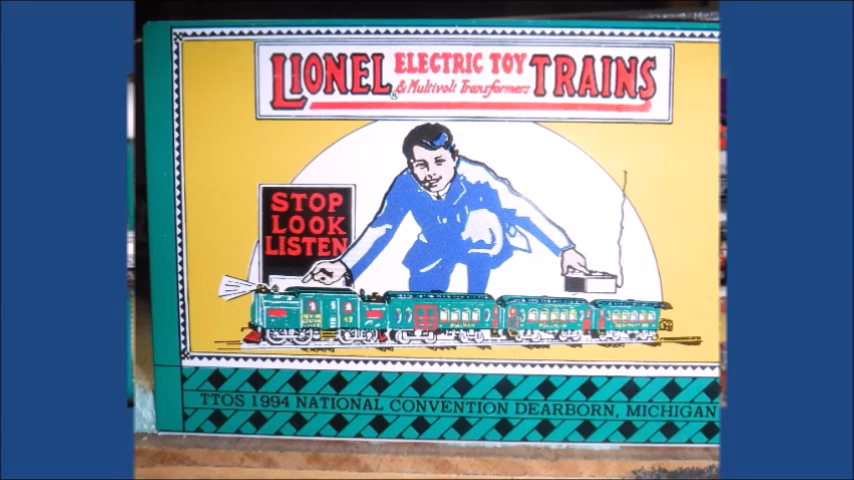 LIONEL ELECTRIC TOY TRAINS
& Multivolt Transformers
STOP
LOOK
LISTEN
TTOS 1994 NATIONAL CONVENTION DEARBORN, MICHIGAN